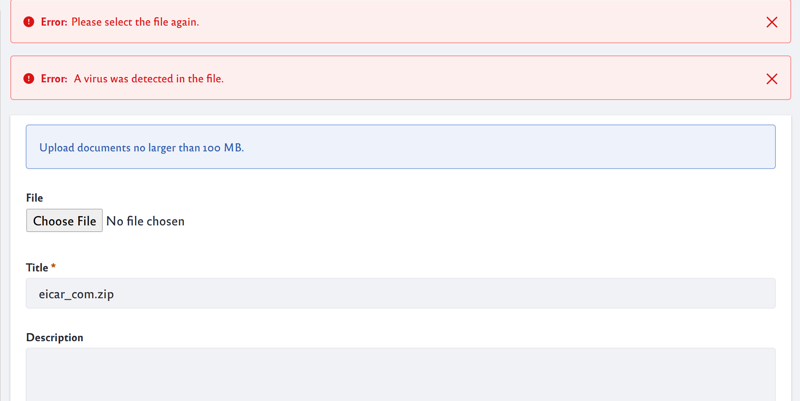 Error: Please select the file again.
Error: A virus was detected in the file.
Upload documents no larger than 100 MB.
File
Choose File No file chosen
Title *
eicar_com.zip
Description